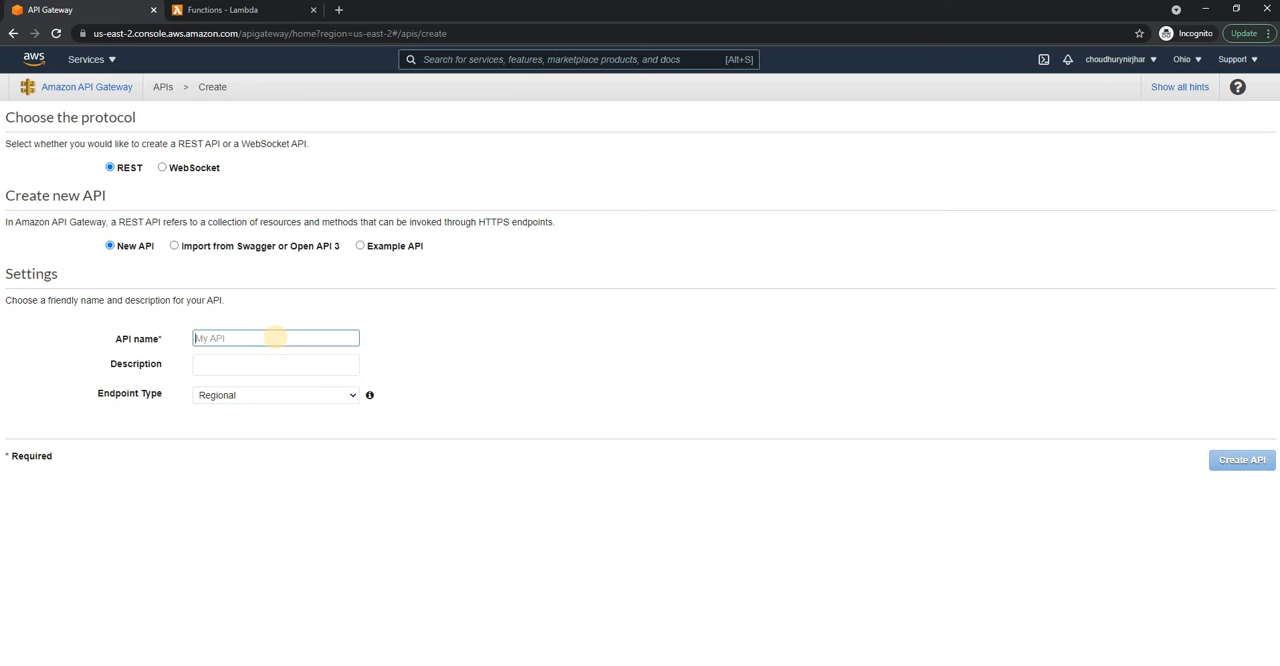 API Gateway
Functions - Lambda
us-east-2.console.aws.amazon.com/apigateway/home?region=us-east-2#/apis/create
Incognito
Update
aws
Services
Search for services, features, marketplace products, and docs
[Alt+S]
choudhurynirjhar
Ohio
Support
Amazon API Gateway
APIs > Create
Show all hints
Choose the protocol
Select whether you would like to create a REST API or a WebSocket API.
REST WebSocket
Create new API
In Amazon API Gateway, a REST API refers to a collection of resources and methods that can be invoked through HTTPS endpoints.
New API Import from Swagger or Open API 3 Example API
Settings
Choose a friendly name and description for your API.
API name* My API
Description
Endpoint Type Regional
* Required
Create API